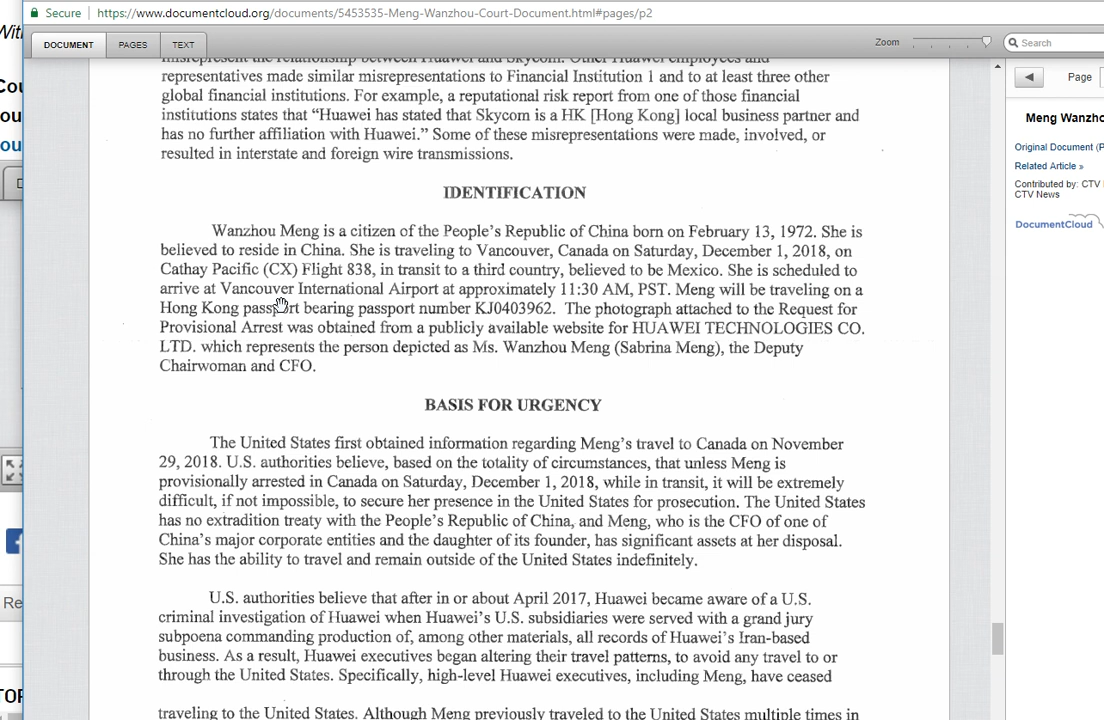 With
Secure
https://www.documentcloud.org/documents/5453535-Meng-Wanzhou-Court-Document.html#pages/p2
DOCUMENT
PAGES
TEXT
Zoom
Search
misrepresent the relationship between Huawei and Skycom. Other Huawei employees and
representatives made similar misrepresentations to Financial Institution 1 and to at least three other
global financial institutions. For example, a reputational risk report from one of those financial
institutions states that “Huawei has stated that Skycom is a HK [Hong Kong] local business partner and
has no further affiliation with Huawei.” Some of these misrepresentations were made, involved, or
resulted in interstate and foreign wire transmissions.
IDENTIFICATION
Wanzhou Meng is a citizen of the People’s Republic of China born on February 13, 1972. She is
believed to reside in China. She is traveling to Vancouver, Canada on Saturday, December 1, 2018, on
Cathay Pacific (CX) Flight 838, in transit to a third country, believed to be Mexico. She is scheduled to
arrive at Vancouver International Airport at approximately 11:30 AM, PST. Meng will be traveling on a
Hong Kong passport bearing passport number KJ0403962. The photograph attached to the Request for
Provisional Arrest was obtained from a publicly available website for HUAWEI TECHNOLOGIES CO.
LTD. which represents the person depicted as Ms. Wanzhou Meng (Sabrina Meng), the Deputy
Chairwoman and CFO.
BASIS FOR URGENCY
The United States first obtained information regarding Meng’s travel to Canada on November
29, 2018. U.S. authorities believe, based on the totality of circumstances, that unless Meng is
provisionally arrested in Canada on Saturday, December 1, 2018, while in transit, it will be extremely
difficult, if not impossible, to secure her presence in the United States for prosecution. The United States
has no extradition treaty with the People’s Republic of China, and Meng, who is the CFO of one of
China’s major corporate entities and the daughter of its founder, has significant assets at her disposal.
She has the ability to travel and remain outside of the United States indefinitely.
U.S. authorities believe that after in or about April 2017, Huawei became aware of a U.S.
criminal investigation of Huawei when Huawei’s U.S. subsidiaries were served with a grand jury
subpoena commanding production of, among other materials, all records of Huawei’s Iran-based
business. As a result, Huawei executives began altering their travel patterns, to avoid any travel to or
through the United States. Specifically, high-level Huawei executives, including Meng, have ceased
traveling to the United States. Although Meng previously traveled to the United States multiple times in
Page
Meng Wanzho
Original Document (P
Related Article »
Contributed by: CTV
CTV News
DocumentCloud
Cou
ou
ou
D
Re
TOP